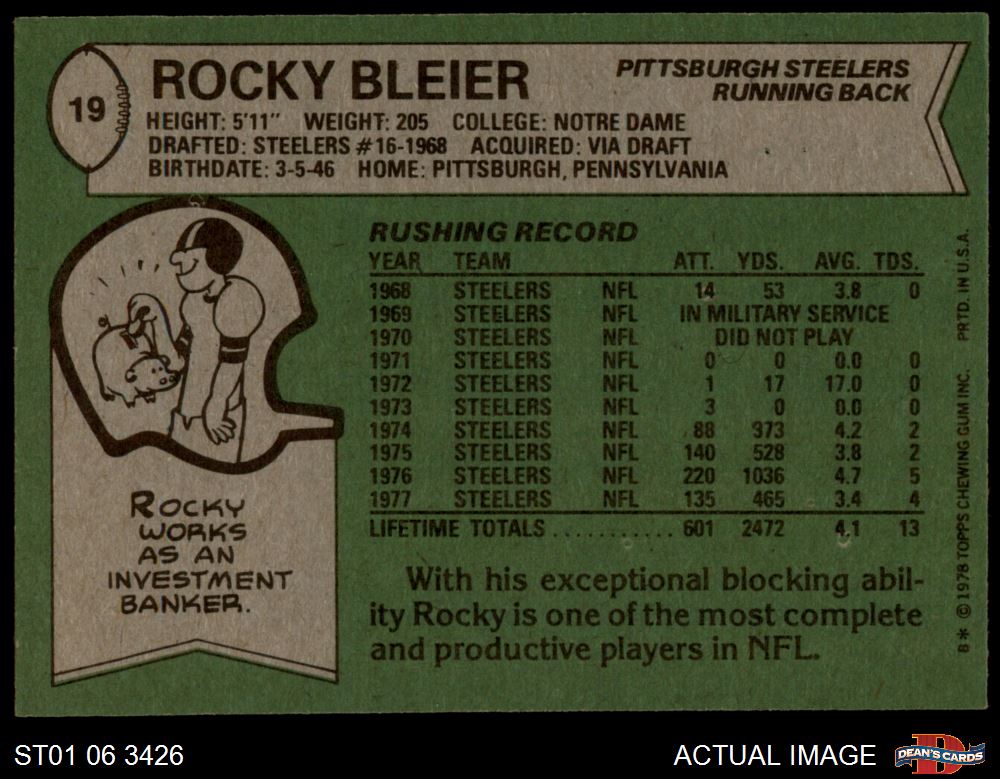 19
ROCKY BLEIER
PITTSBURGH STEELERS
RUNNING BACK
HEIGHT: 5'11" WEIGHT: 205 COLLEGE: NOTRE DAME
DRAFTED: STEELERS #16-1968 ACQUIRED: VIA DRAFT
BIRTHDATE: 3-5-46 HOME: PITTSBURGH, PENNSYLVANIA
ROCKY
WORKS
AS AN
INVESTMENT
BANKER.
RUSHING RECORD
YEAR TEAM ATT. YDS. AVG. TDS.
1968 STEELERS NFL 14 53 3.8 0
1969 STEELERS NFL IN MILITARY SERVICE
1970 STEELERS NFL DID NOT PLAY
1971 STEELERS NFL 0 0 0.0 0
1972 STEELERS NFL 1 17 17.0 0
1973 STEELERS NFL 3 0 0.0 0
1974 STEELERS NFL 88 373 4.2 2
1975 STEELERS NFL 140 528 3.8 2
1976 STEELERS NFL 220 1036 4.7 5
1977 STEELERS NFL 135 465 3.4 4
LIFETIME TOTALS ........... 601 2472 4.1 13
With his exceptional blocking abil-
ity Rocky is one of the most complete
and productive players in NFL.
8* © 1978 TOPPS CHEWING GUM INC. PRTD. IN U.S.A.
ST01 06 3426
ACTUAL IMAGE
DEAN'S CARDS